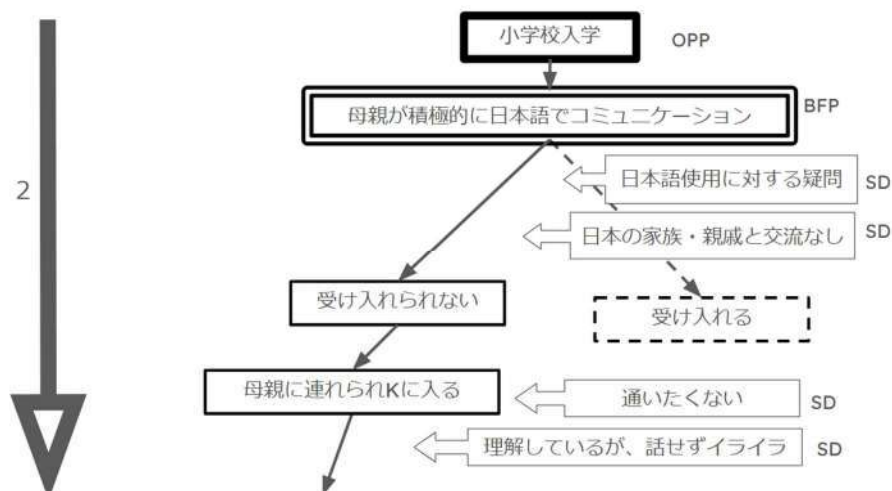 小学校入学
OPP
母親が積極的に日本語でコミュニケーション
BFP
2
日本語使用に対する疑問
SD
日本の家族・親戚と交流なし
SD
受け入れられない
受け入れる
母親に連れられKに入る
通いたくない
SD
理解しているが、話せずイライラ
SD